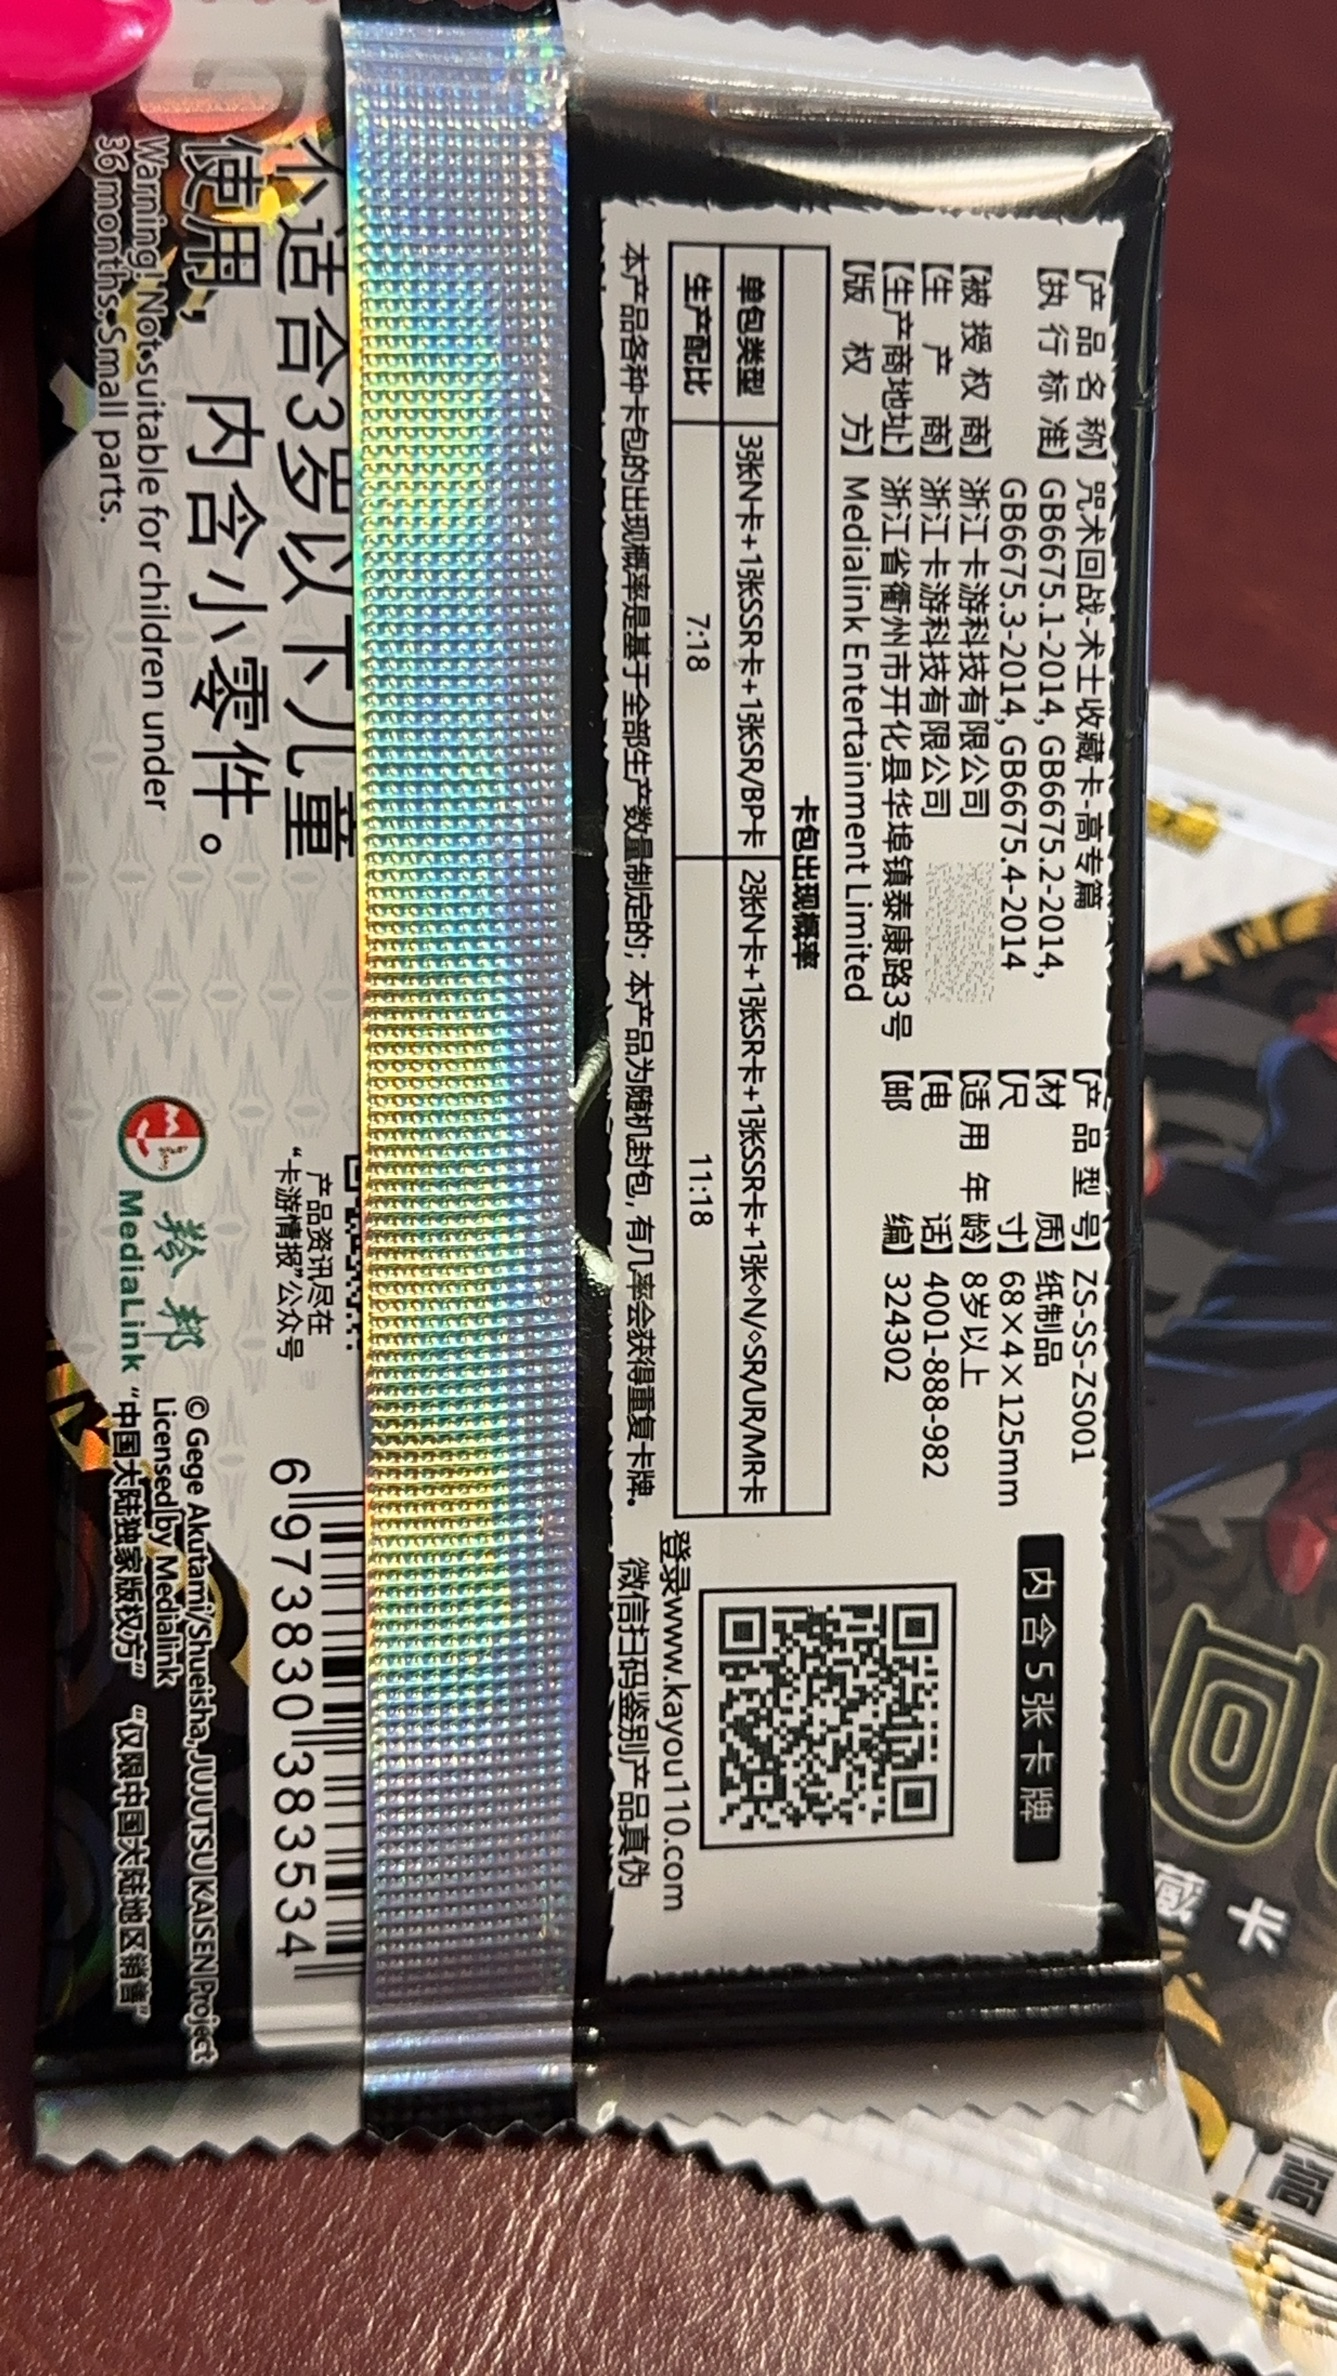 【产品名称】咒术回战-术士收藏卡-高专篇
【执行标准】GB6675.1-2014, GB6675.2-2014,
GB6675.3-2014, GB6675.4-2014
【被授权商】浙江卡游科技有限公司
【生产商】浙江卡游科技有限公司
【生产商地址】浙江省衢州市开化县华埠镇泰康路3号
【版权方】Medialink Entertainment Limited
【产品型号】ZS-SS-ZS001
【材质】纸制品
【尺寸】68×4×125mm
【适用年龄】8岁以上
【电话】4001-888-982
【邮编】324302
内含5张卡牌
卡包出现概率
单包类型 3张N卡+1张SSR卡+1张SR/BP卡 2张N卡+1张SR卡+1张SSR卡+1张◇N/◇SR/UR/MR卡
生产配比 7:18 11:18
本产品各种卡包的出现概率是基于全部生产数量制定的；本产品为随机封包，有几率会获得重复卡牌。
登录www.kayou110.com
微信扫码鉴别产品真伪
不适合3岁以下儿童
使用，内含小零件。
Warning! Not suitable for children under
36 months. Small parts.
产品资讯尽在
“卡游情报”公众号
羚邦
MediaLink
6 973830 383534
© Gege Akutami/Shueisha, JUJUTSU KAISEN Project
Licensed by Medialink
“中国大陆独家版权方” “仅限中国大陆地区销售”
回
藏卡